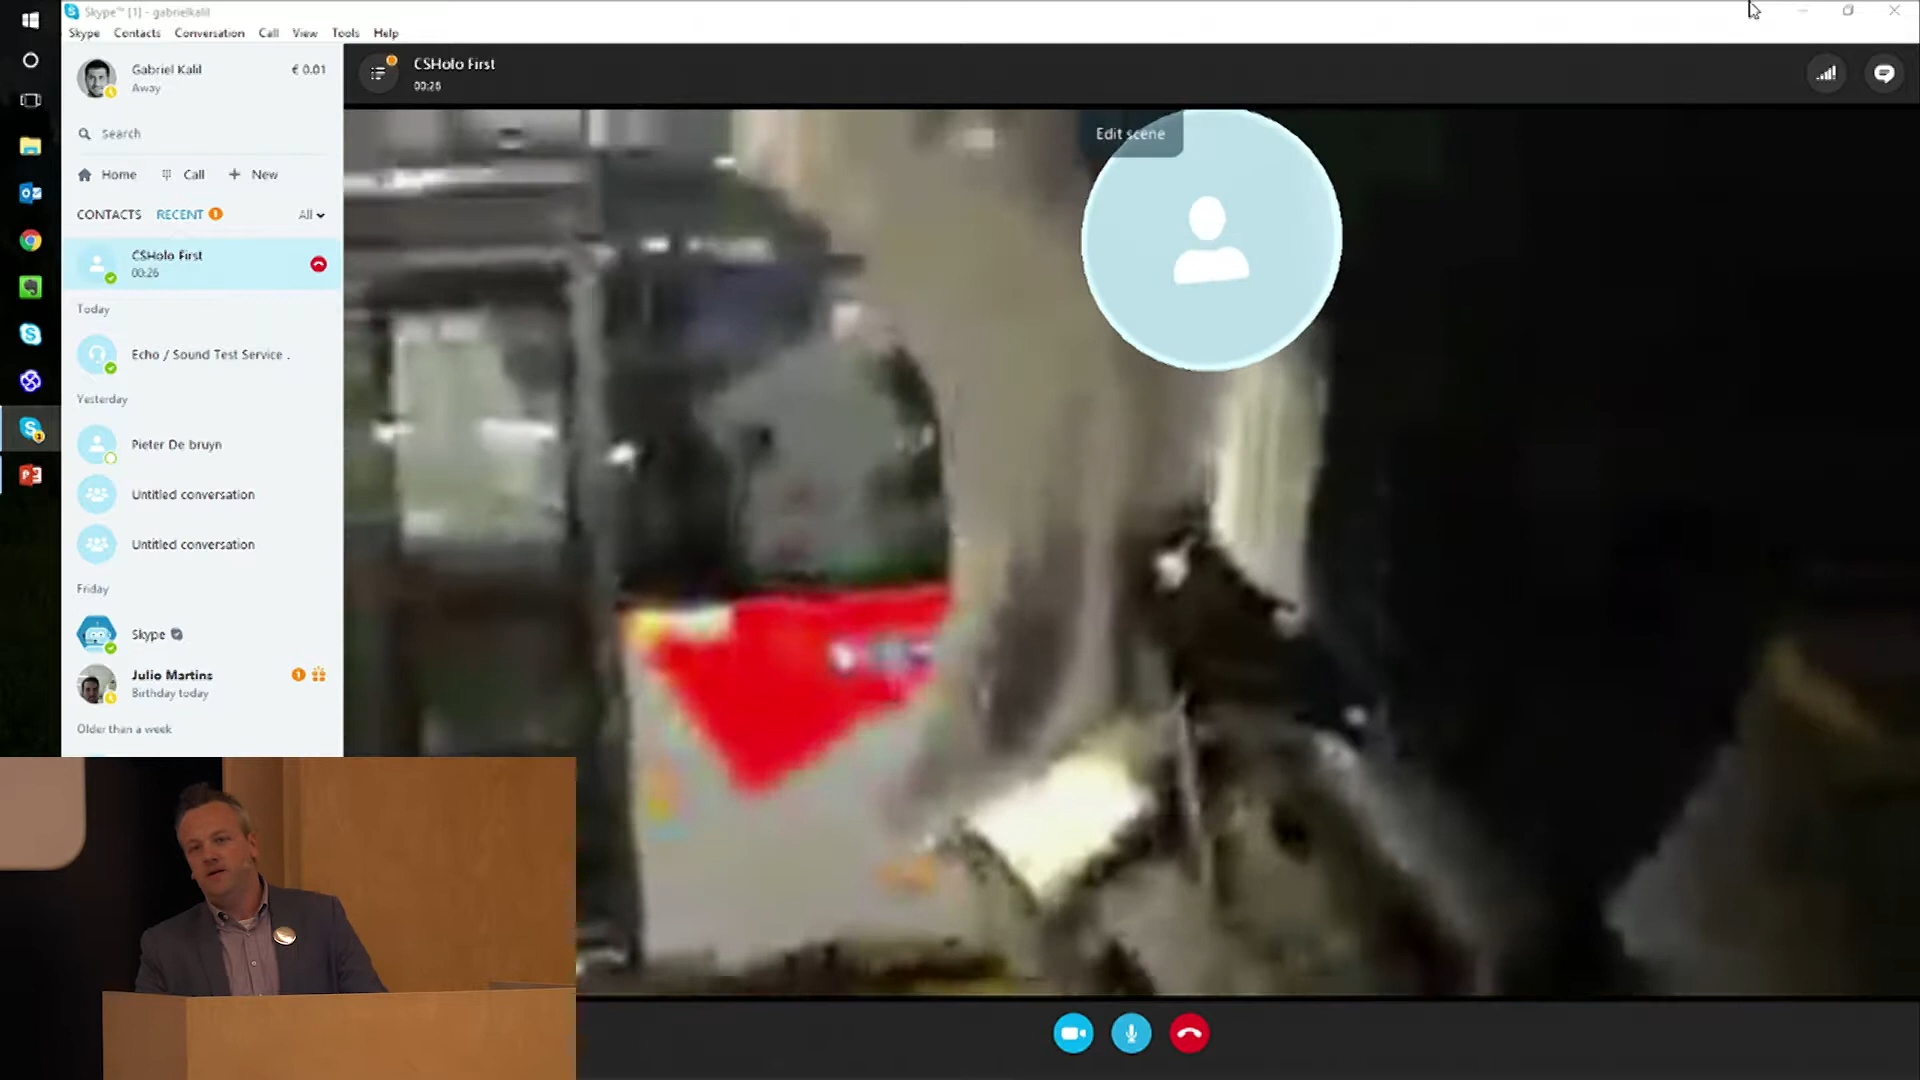 Skype™ [1] - gabrielkalil
Skype Contacts Conversation Call View Tools Help
Gabriel Kalil € 0.01
Away
Search
Home Call New
CONTACTS RECENT 1 All
CSHolo First
00:26
Today
Echo / Sound Test Service .
Yesterday
Pieter De bruyn
Untitled conversation
Untitled conversation
Friday
Skype
Julio Martins 1
Birthday today
Older than a week
CSHolo First
00:26
Edit scene